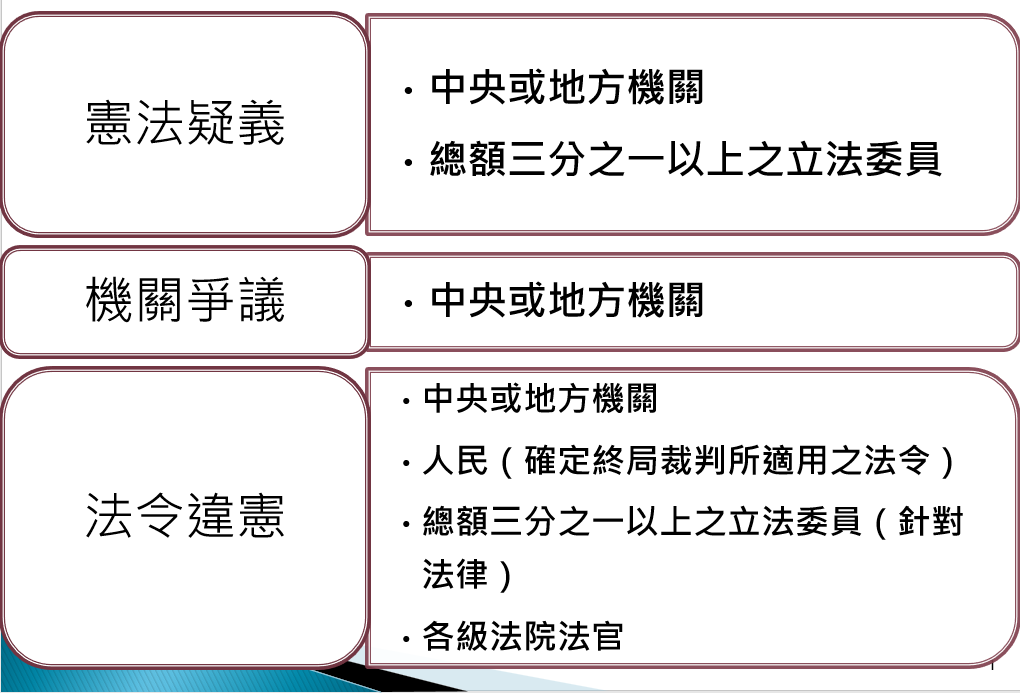 憲法疑義
• 中央或地方機關
• 總額三分之一以上之立法委員
機關爭議
• 中央或地方機關
法令違憲
• 中央或地方機關
• 人民（確定終局裁判所適用之法令）
• 總額三分之一以上之立法委員（針對
法律）
• 各級法院法官